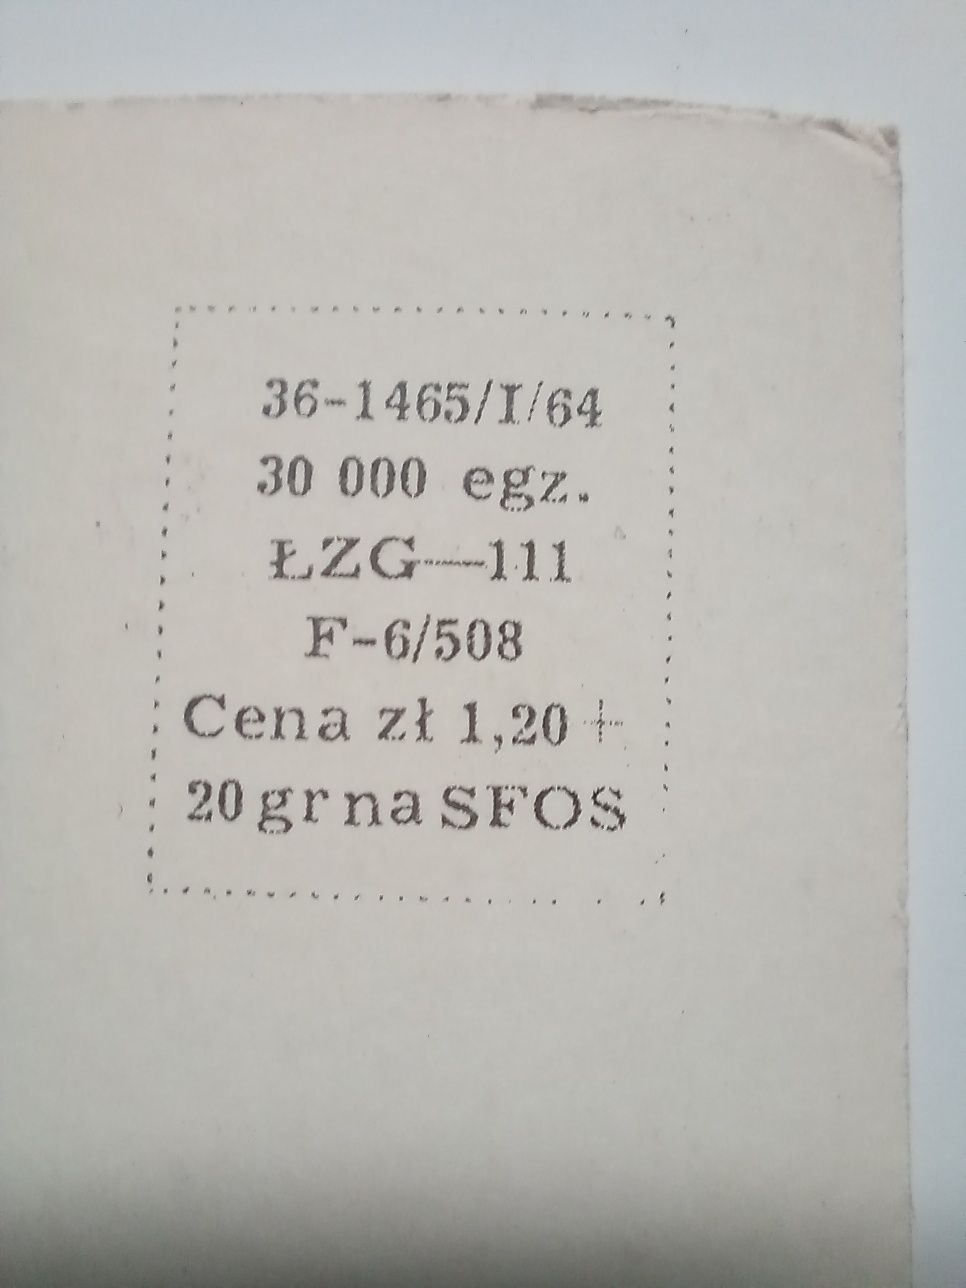 36-1465/I/64
30 000 egz.
ŁZG—111
F-6/508
Cena zł 1,20 +
20 gr na SFOS